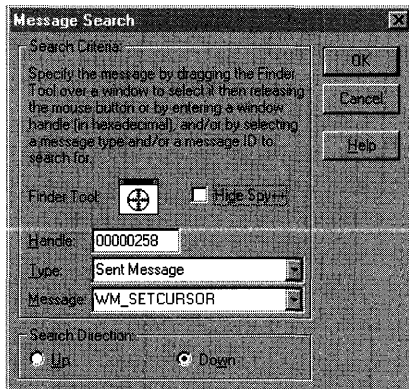 Message Search
Search Criteria:
Specify the message by dragging the Finder
Tool over a window to select it then releasing
the mouse button or by entering a window
handle (in hexadecimal), and/or by selecting
a message type and/or a message ID to
search for.
Finder Tool:
Hide Spy++
Handle: 00000258
Type: Sent Message
Message: WM_SETCURSOR
Search Direction:
Up Down
OK
Cancel
Help